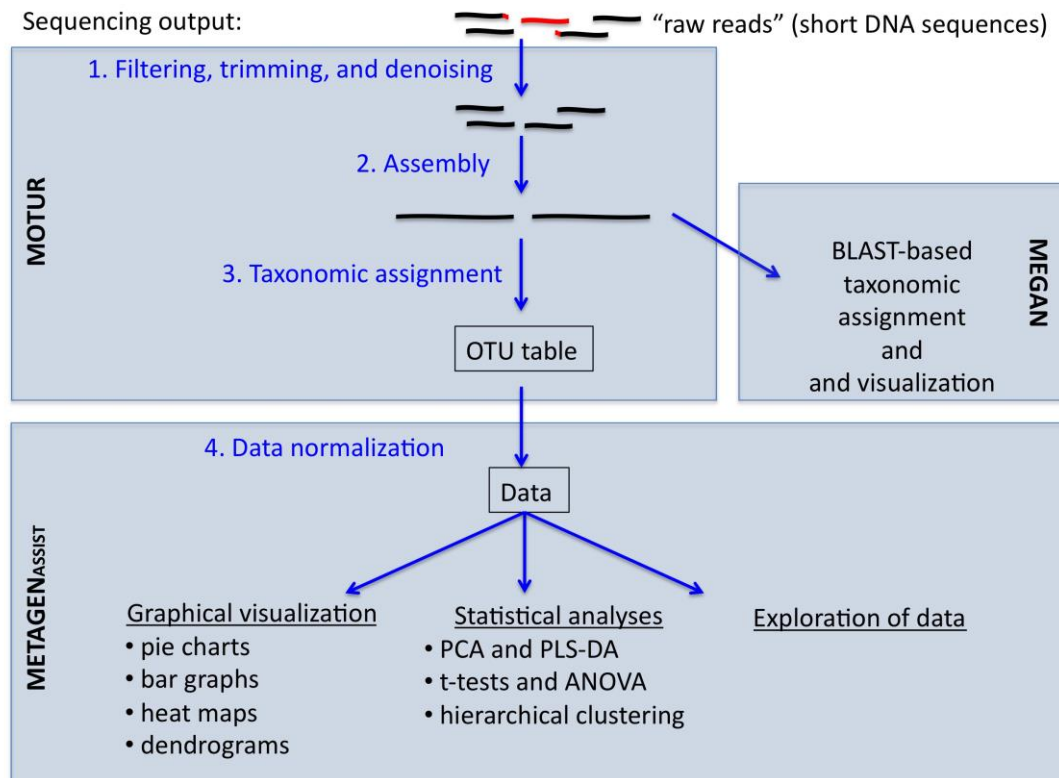 Sequencing output:
“raw reads” (short DNA sequences)
1. Filtering, trimming, and denoising
2. Assembly
3. Taxonomic assignment
OTU table
MOTUR
BLAST-based
taxonomic
assignment
and
and visualization
MEGAN
4. Data normalization
Data
METAGENASSIST
Graphical visualization
• pie charts
• bar graphs
• heat maps
• dendrograms
Statistical analyses
• PCA and PLS-DA
• t-tests and ANOVA
• hierarchical clustering
Exploration of data